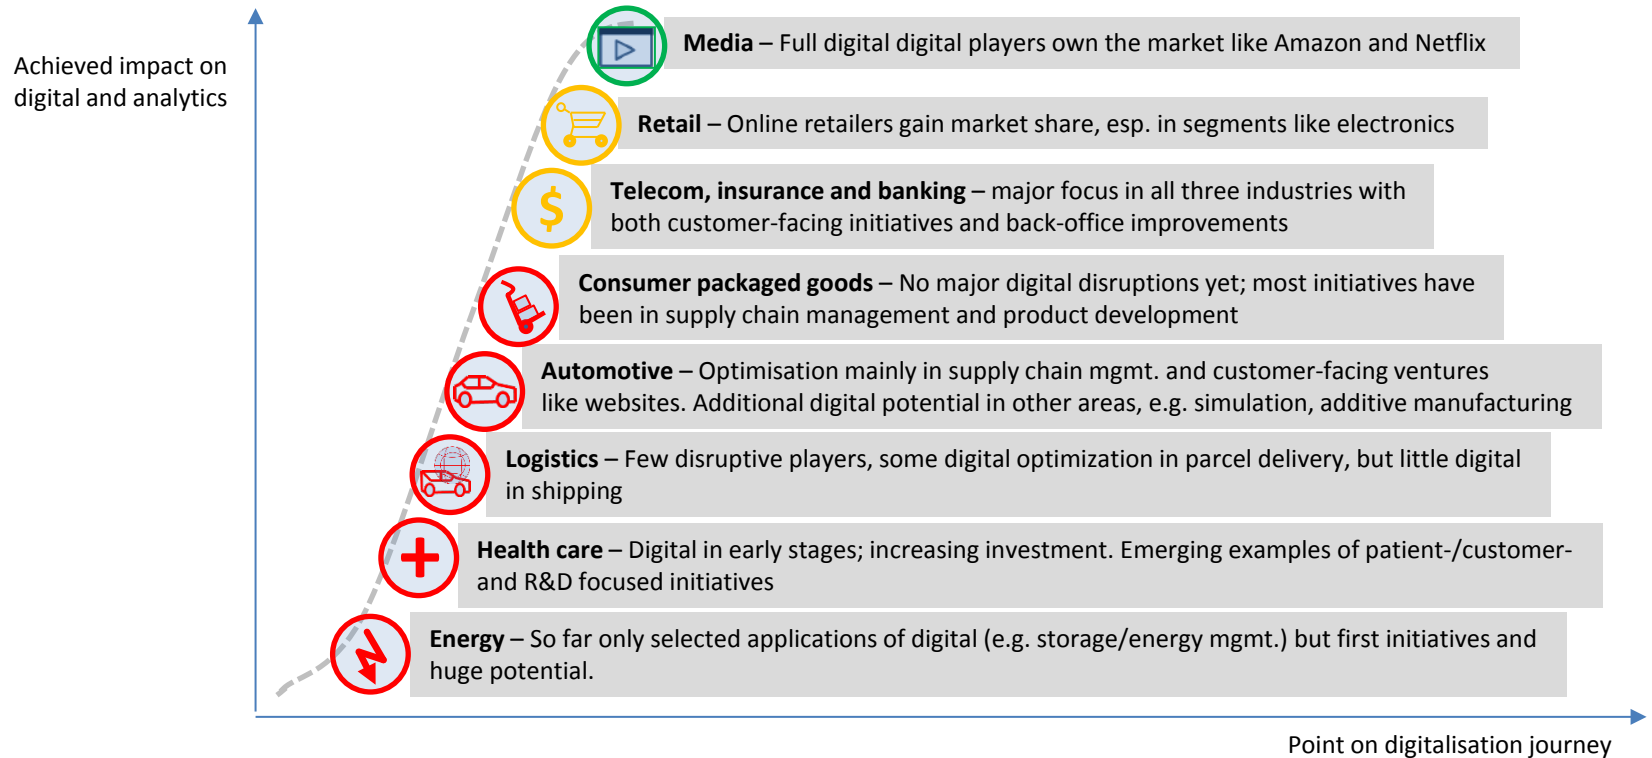 Achieved impact on
digital and analytics
Media – Full digital digital players own the market like Amazon and Netflix
Retail – Online retailers gain market share, esp. in segments like electronics
$
Telecom, insurance and banking – major focus in all three industries with
both customer-facing initiatives and back-office improvements
Consumer packaged goods – No major digital disruptions yet; most initiatives have
been in supply chain management and product development
Automotive – Optimisation mainly in supply chain mgmt. and customer-facing ventures
like websites. Additional digital potential in other areas, e.g. simulation, additive manufacturing
Logistics – Few disruptive players, some digital optimization in parcel delivery, but little digital
in shipping
Health care – Digital in early stages; increasing investment. Emerging examples of patient-/customer-
and R&D focused initiatives
Energy – So far only selected applications of digital (e.g. storage/energy mgmt.) but first initiatives and
huge potential.
Point on digitalisation journey